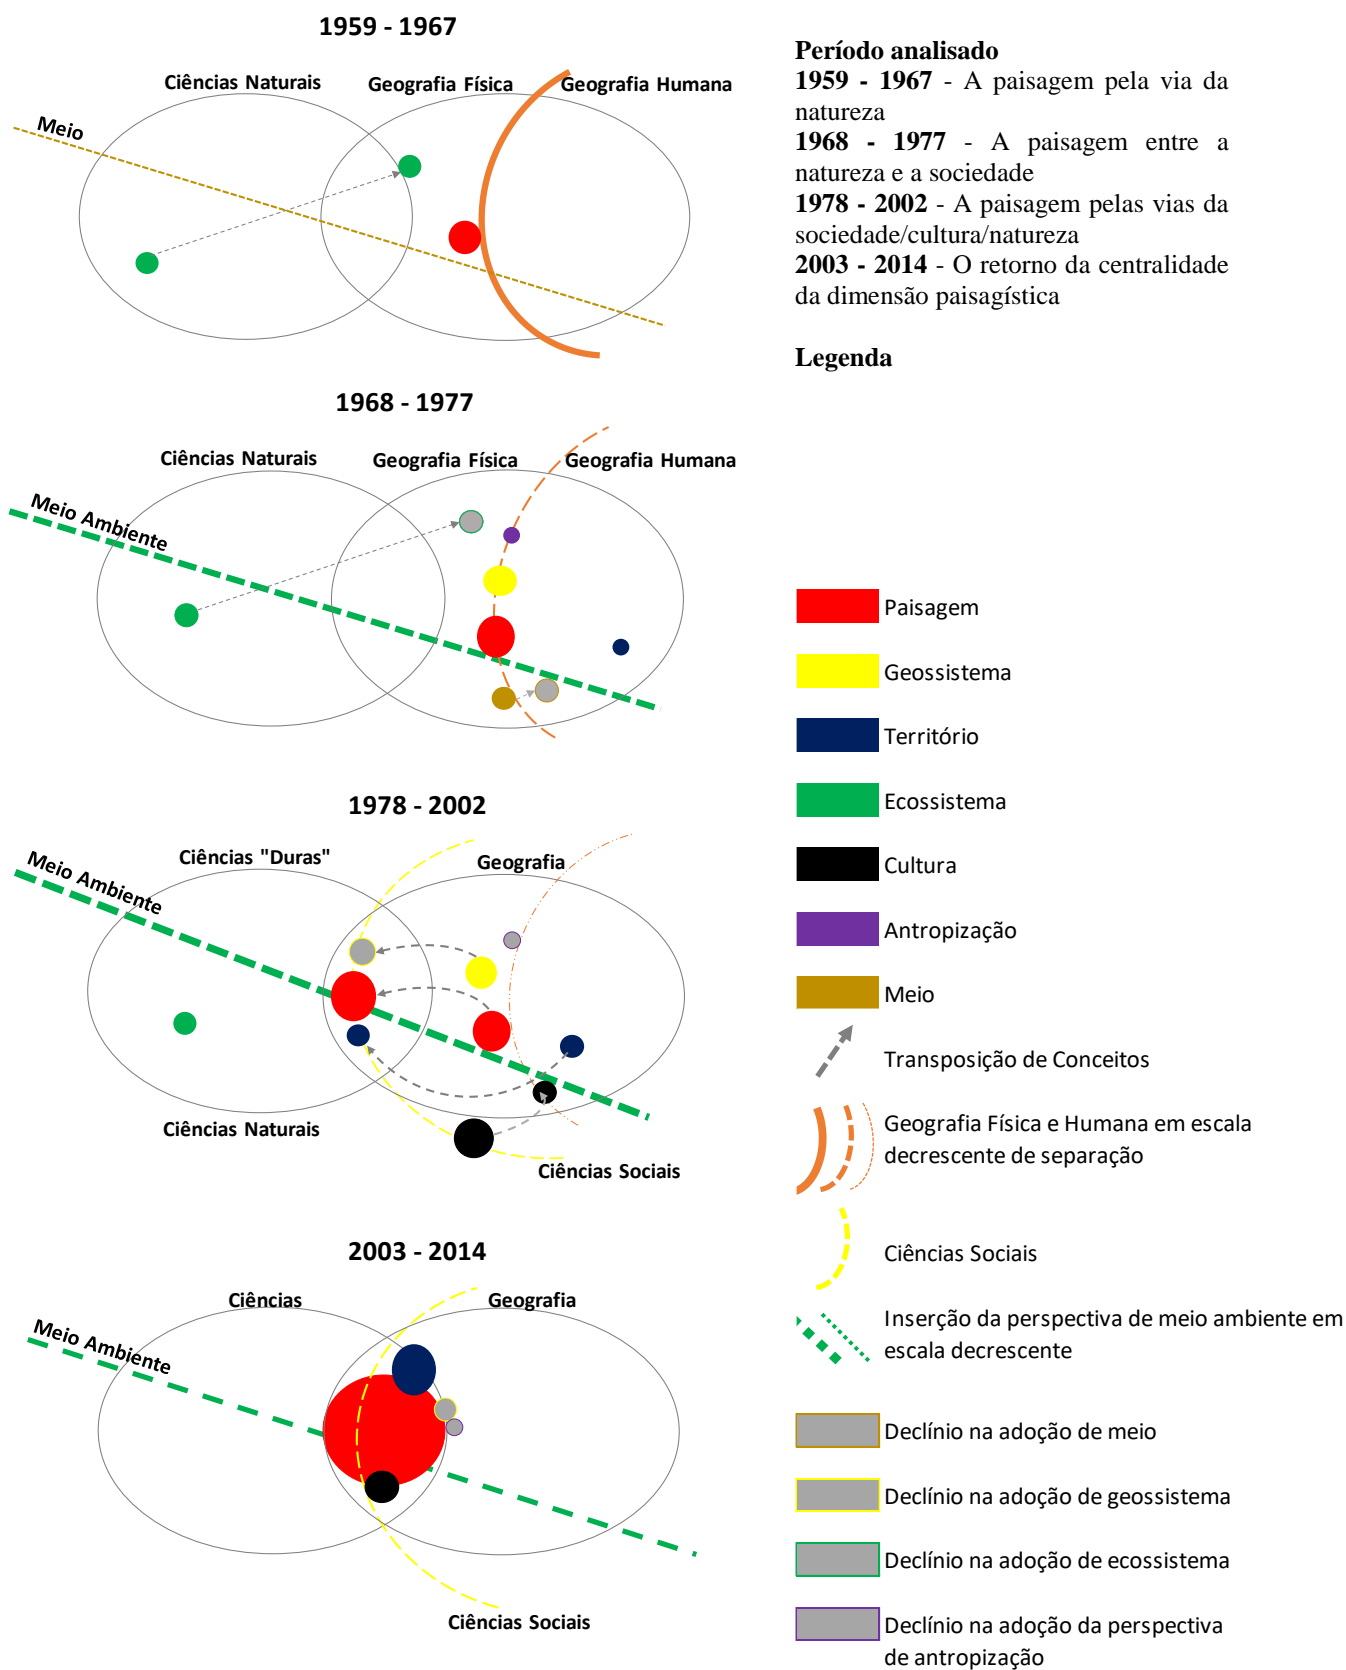 1959 - 1967
Ciências Naturais
Geografia Física
Geografia Humana
Meio
Período analisado
1959 - 1967 - A paisagem pela via da
natureza
1968 - 1977 - A paisagem entre a
natureza e a sociedade
1978 - 2002 - A paisagem pelas vias da
sociedade/cultura/natureza
2003 - 2014 - O retorno da centralidade
da dimensão paisagística
Legenda
1968 - 1977
Ciências Naturais
Geografia Física
Geografia Humana
Meio Ambiente
1978 - 2002
Ciências "Duras"
Geografia
Meio Ambiente
Ciências Naturais
Ciências Sociais
2003 - 2014
Ciências
Geografia
Meio Ambiente
Ciências Sociais
Paisagem
Geossistema
Território
Ecossistema
Cultura
Antropização
Meio
Transposição de Conceitos
Geografia Física e Humana em escala
decrescente de separação
Ciências Sociais
Inserção da perspectiva de meio ambiente em
escala decrescente
Declínio na adoção de meio
Declínio na adoção de geossistema
Declínio na adoção de ecossistema
Declínio na adoção da perspectiva
de antropização